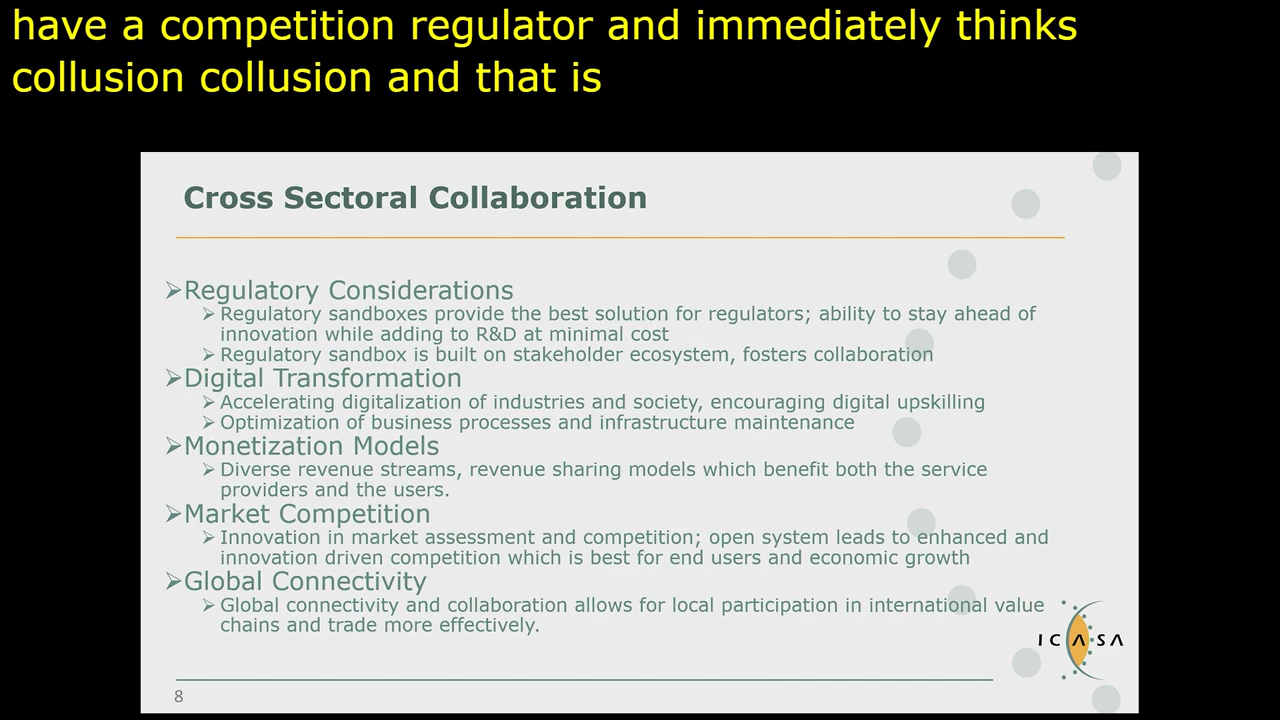 have a competition regulator and immediately thinks
collusion collusion and that is
Cross Sectoral Collaboration
➢Regulatory Considerations
➢Regulatory sandboxes provide the best solution for regulators; ability to stay ahead of
innovation while adding to R&D at minimal cost
➢Regulatory sandbox is built on stakeholder ecosystem, fosters collaboration
➢Digital Transformation
➢Accelerating digitalization of industries and society, encouraging digital upskilling
➢Optimization of business processes and infrastructure maintenance
➢Monetization Models
➢Diverse revenue streams, revenue sharing models which benefit both the service
providers and the users.
➢Market Competition
➢Innovation in market assessment and competition; open system leads to enhanced and
innovation driven competition which is best for end users and economic growth
➢Global Connectivity
➢Global connectivity and collaboration allows for local participation in international value
chains and trade more effectively.
ICASA
8